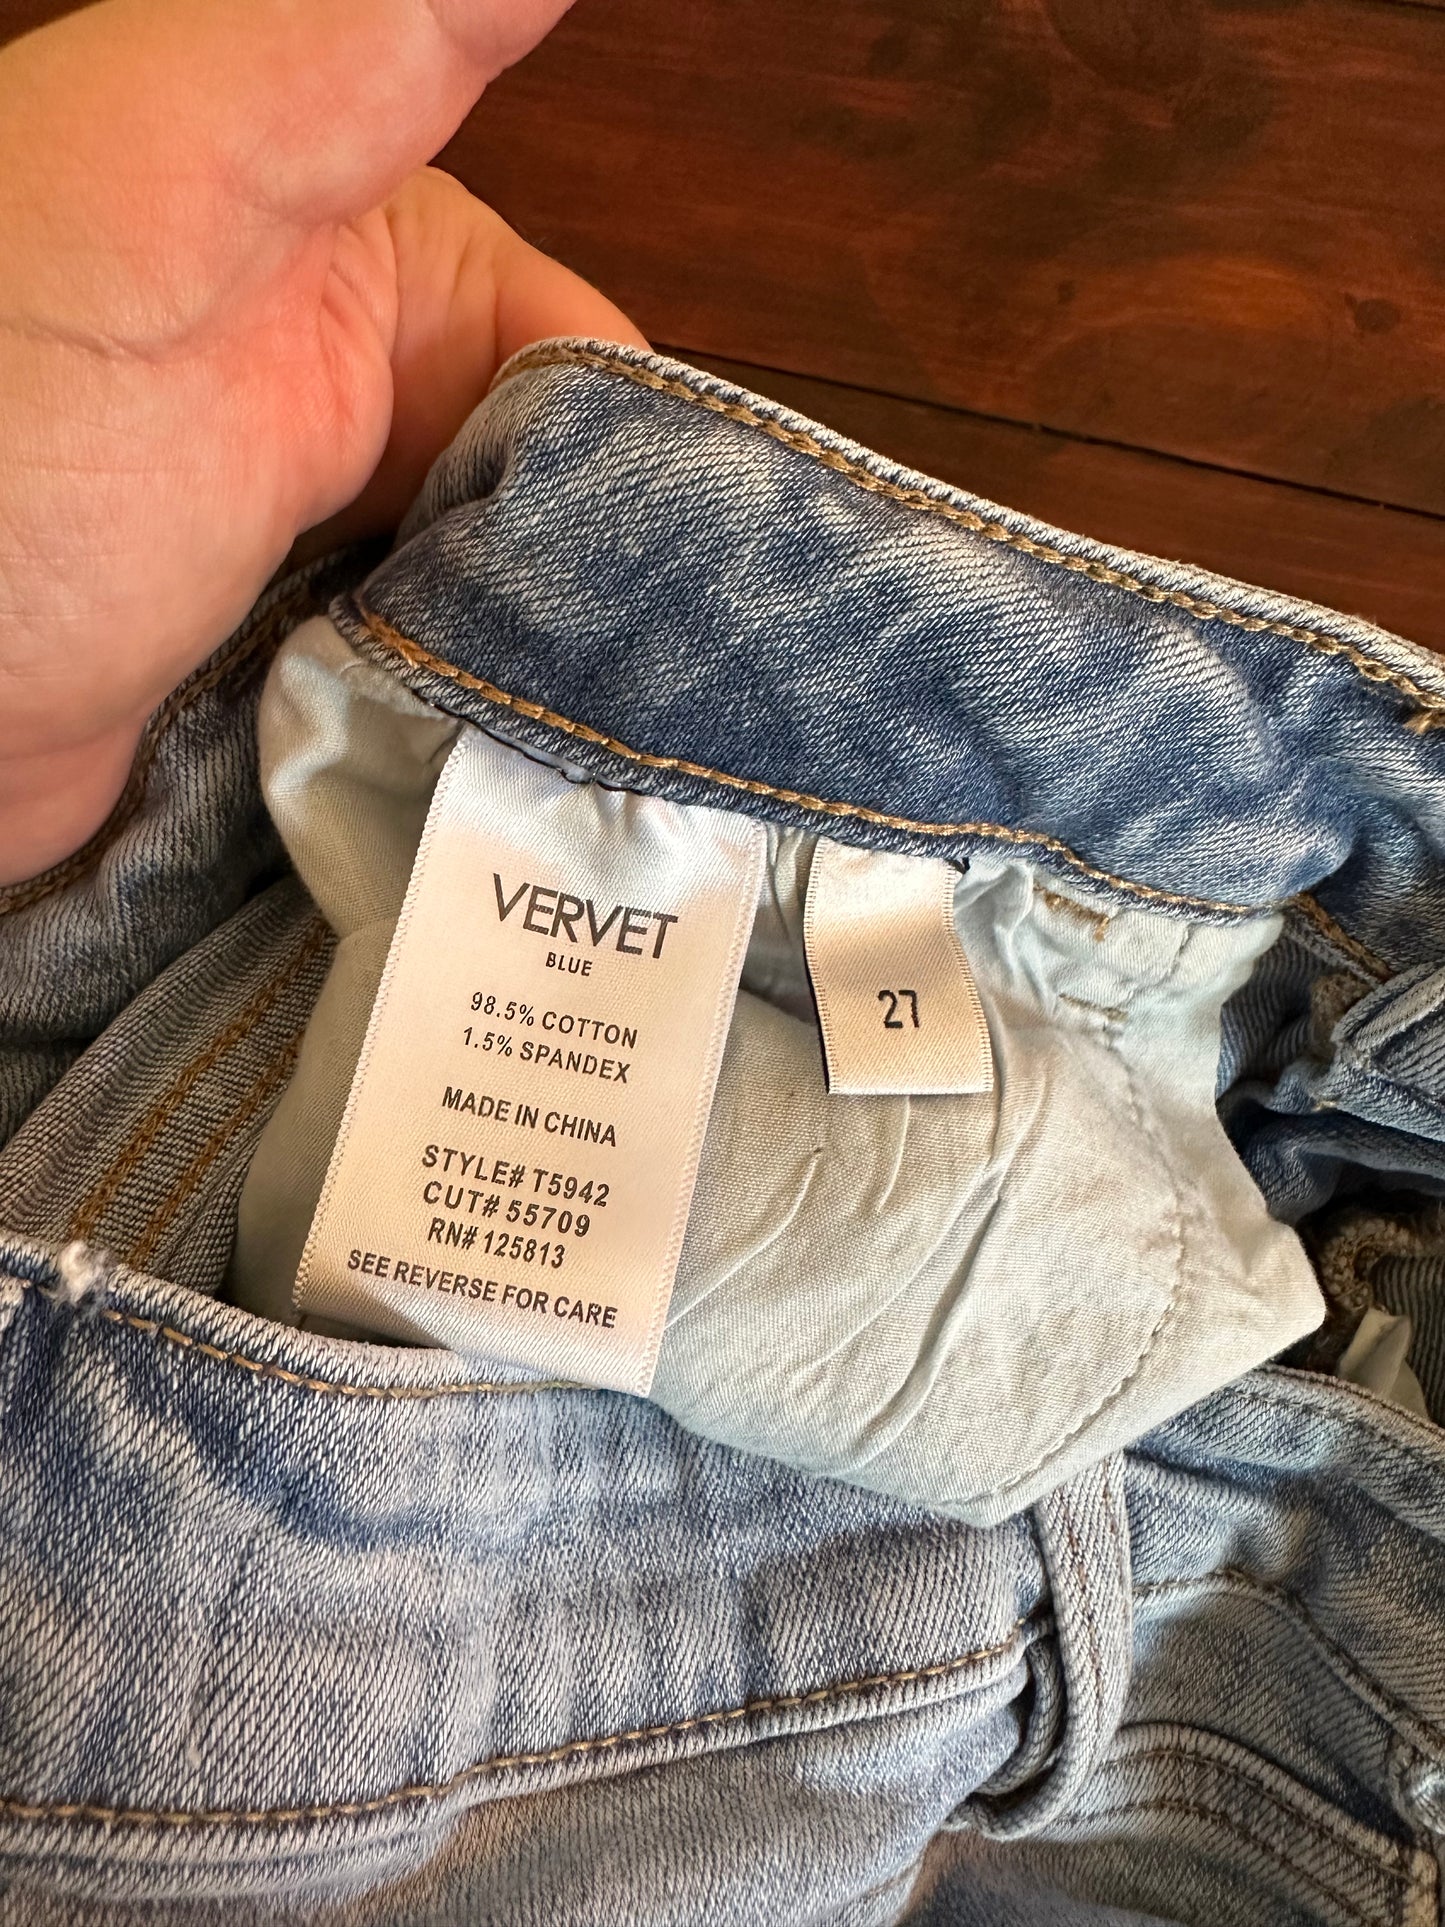 VERVET
BLUE
98.5% COTTON
1.5% SPANDEX
MADE IN CHINA
STYLE# T5942
CUT# 55709
RN# 125813
SEE REVERSE FOR CARE
27